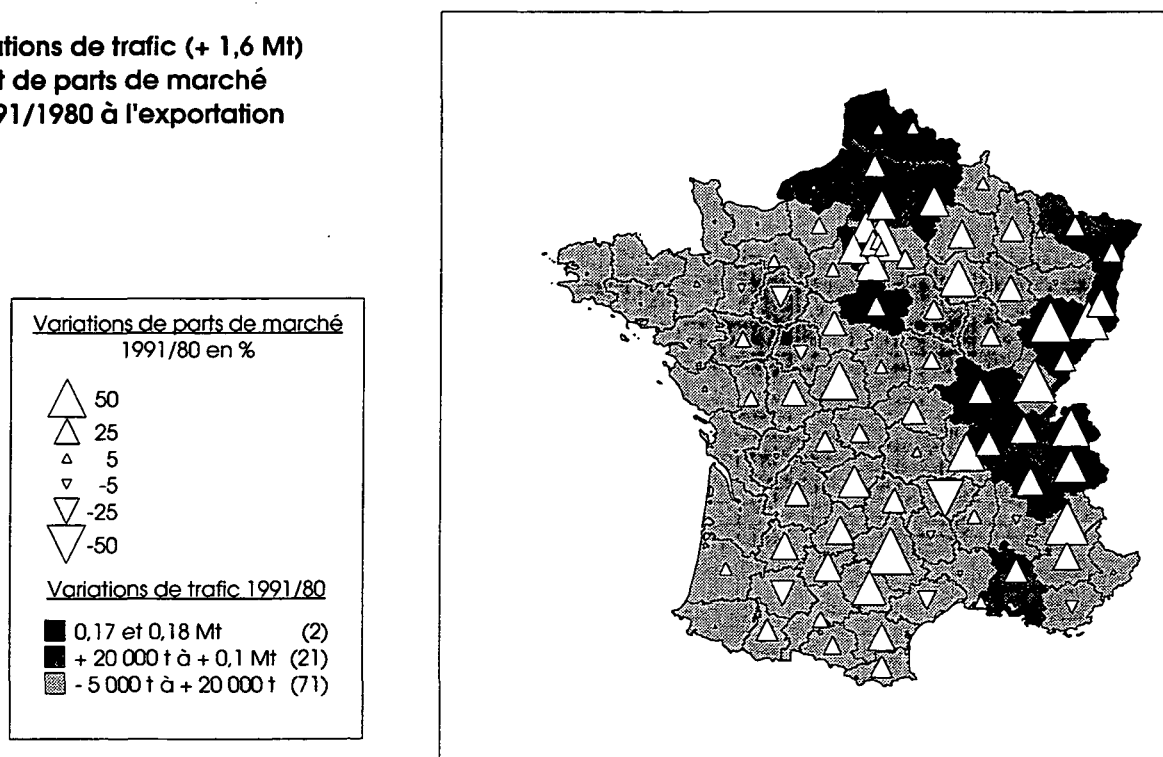 de trafic (+ 1,6 Mt)
de parts de marché
91/1980 à l'exportation
Variations de parts de marché
1991/80 en %
50
25
5
-5
-25
-50
Variations de trafic 1991/80
0,17 et 0,18 Mt (2)
+ 20 000 t à + 0,1 Mt (21)
- 5 000 t à + 20 000 t (71)